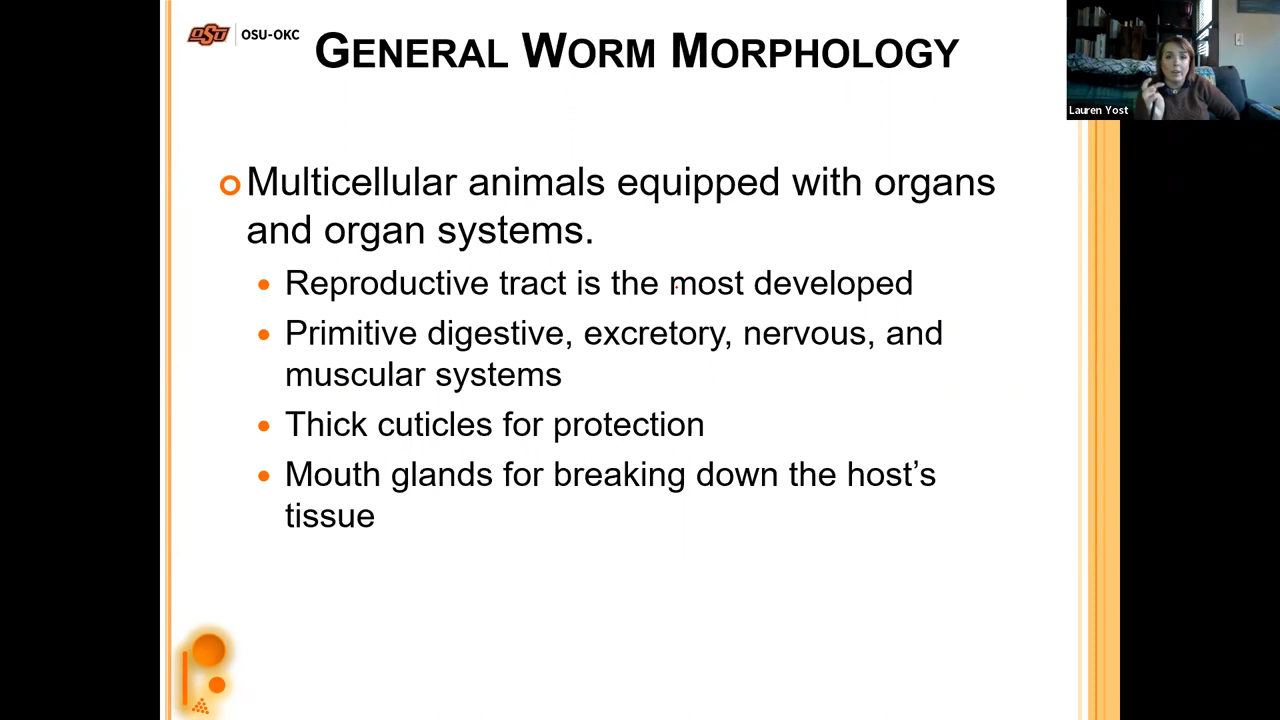 OSU OSU-OKC
GENERAL WORM MORPHOLOGY
Lauren Yost
Multicellular animals equipped with organs
and organ systems.
Reproductive tract is the most developed
Primitive digestive, excretory, nervous, and
muscular systems
Thick cuticles for protection
Mouth glands for breaking down the host’s
tissue